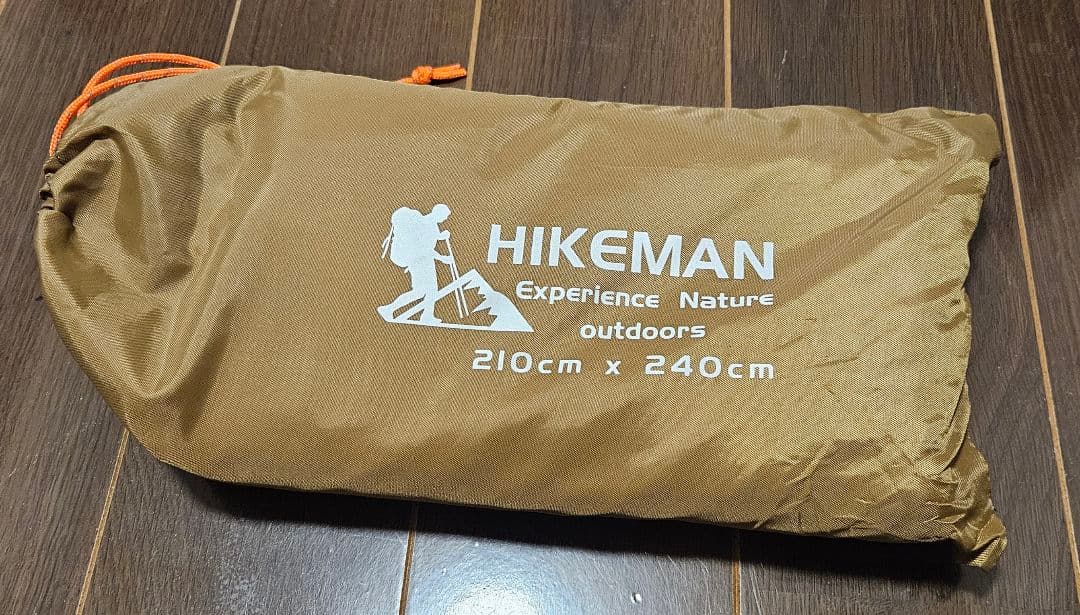 HIKEMAN
Experience Nature
outdoors
210cm x 240cm